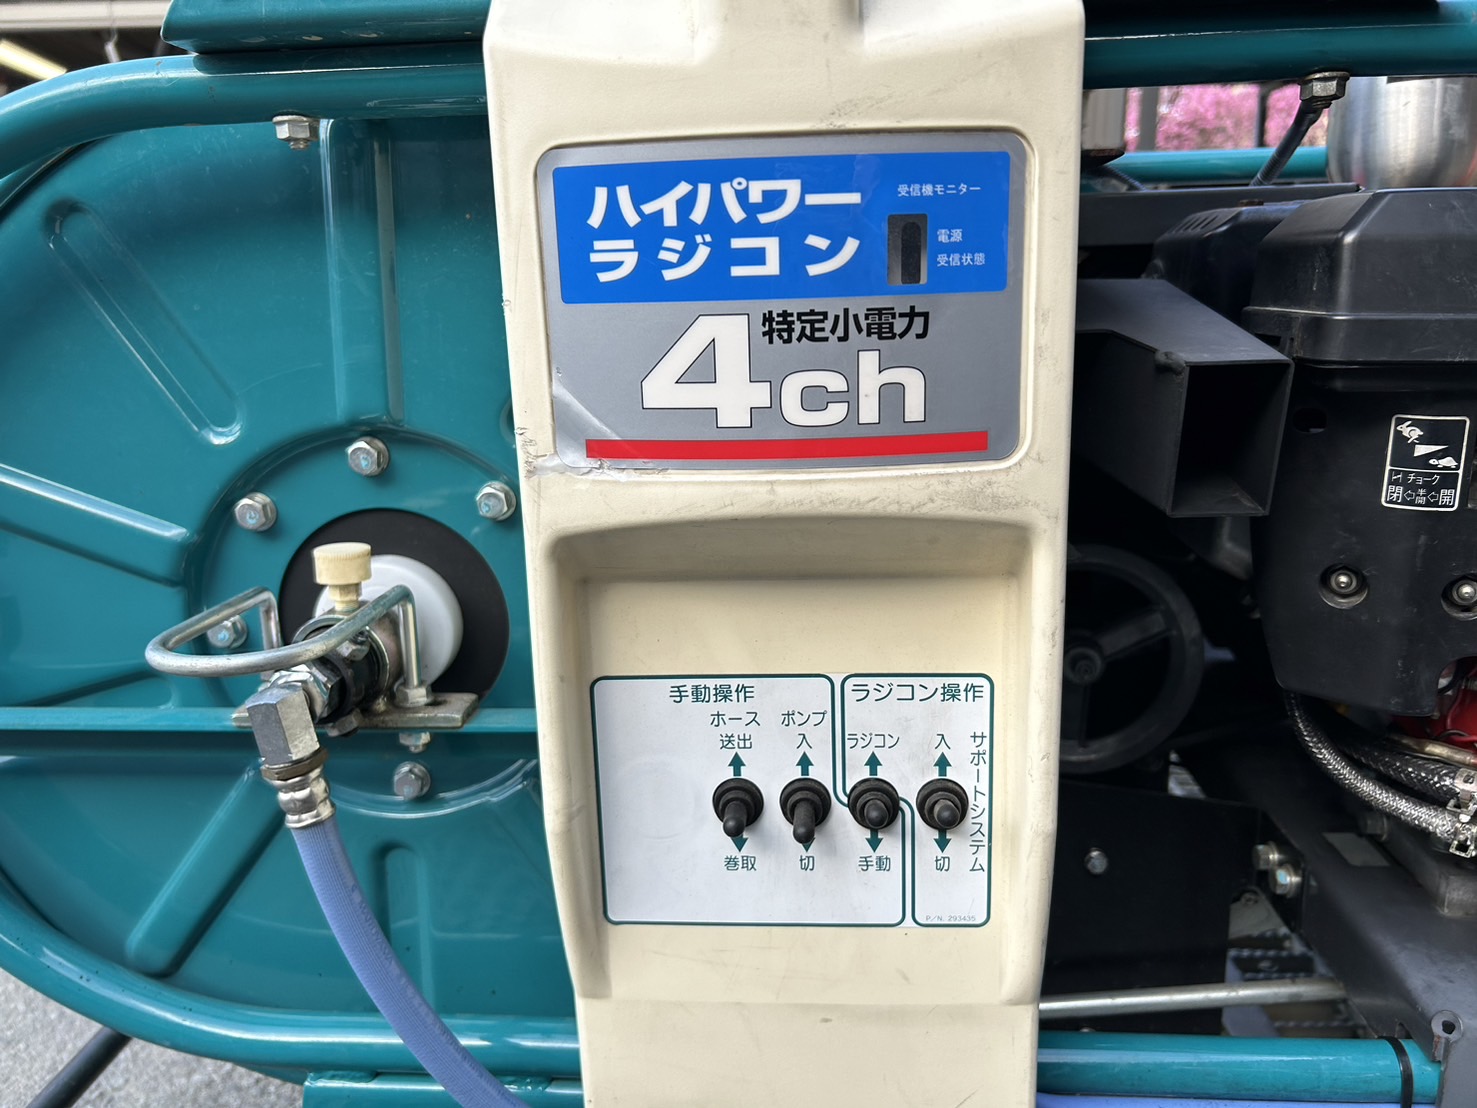 ハイパワー
ラジコン
受信機モニター
電源
受信状態
特定小電力
4ch
チョーク
閉⇦半開⇦開
手動操作
ラジコン操作
ホース
送出
ポンプ
入
ラジコン
入
サポートシステム
巻取
切
手動
切
P/N. 293435